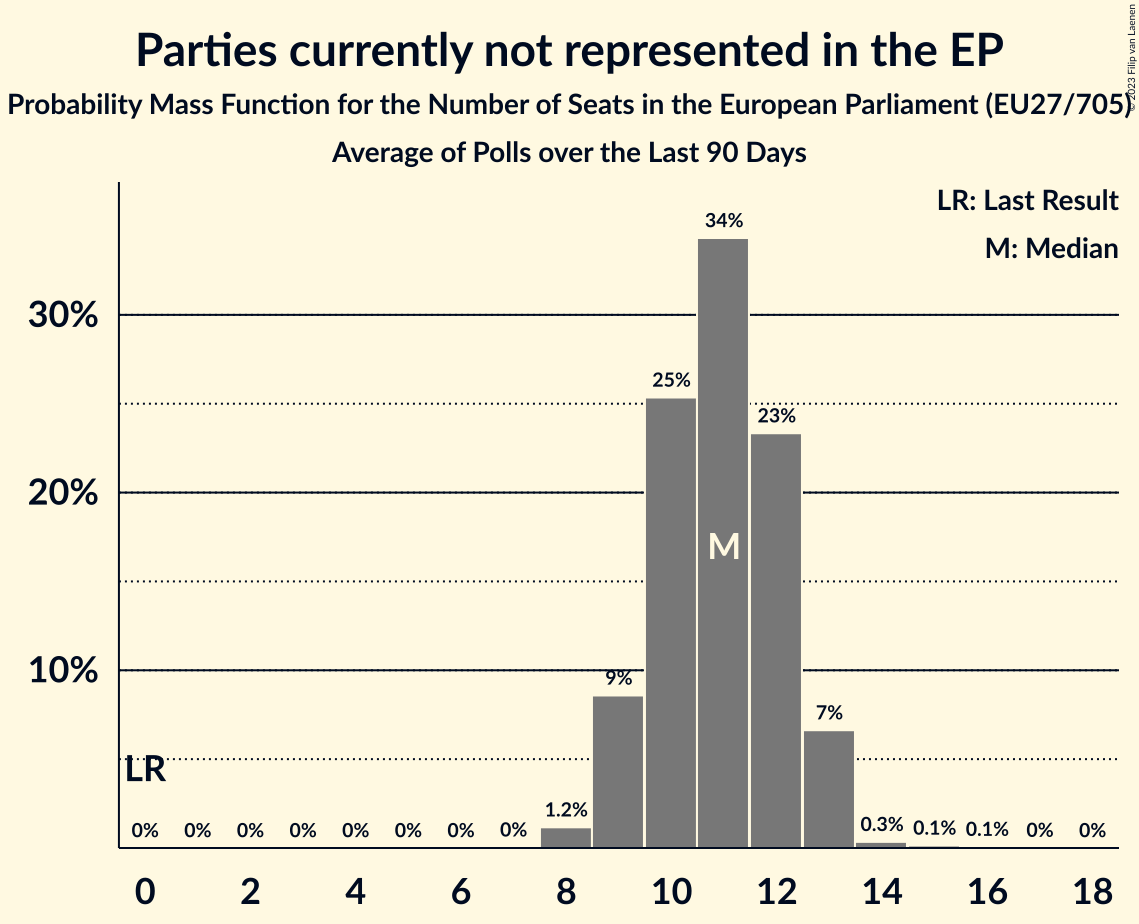 Parties currently not represented in the EP
Probability Mass Function for the Number of Seats in the European Parliament (EU27/705)
Average of Polls over the Last 90 Days
© 2023 Filip van Laenen
LR: Last Result
M: Median
30%
20%
10%
34%
25%
23%
9%
7%
1.2%
0.3%
0.1%
0.1%
0%
0%
0%
0%
0%
0%
0%
0%
0%
0%
M
LR
0 2 4 6 8 10 12 14 16 18